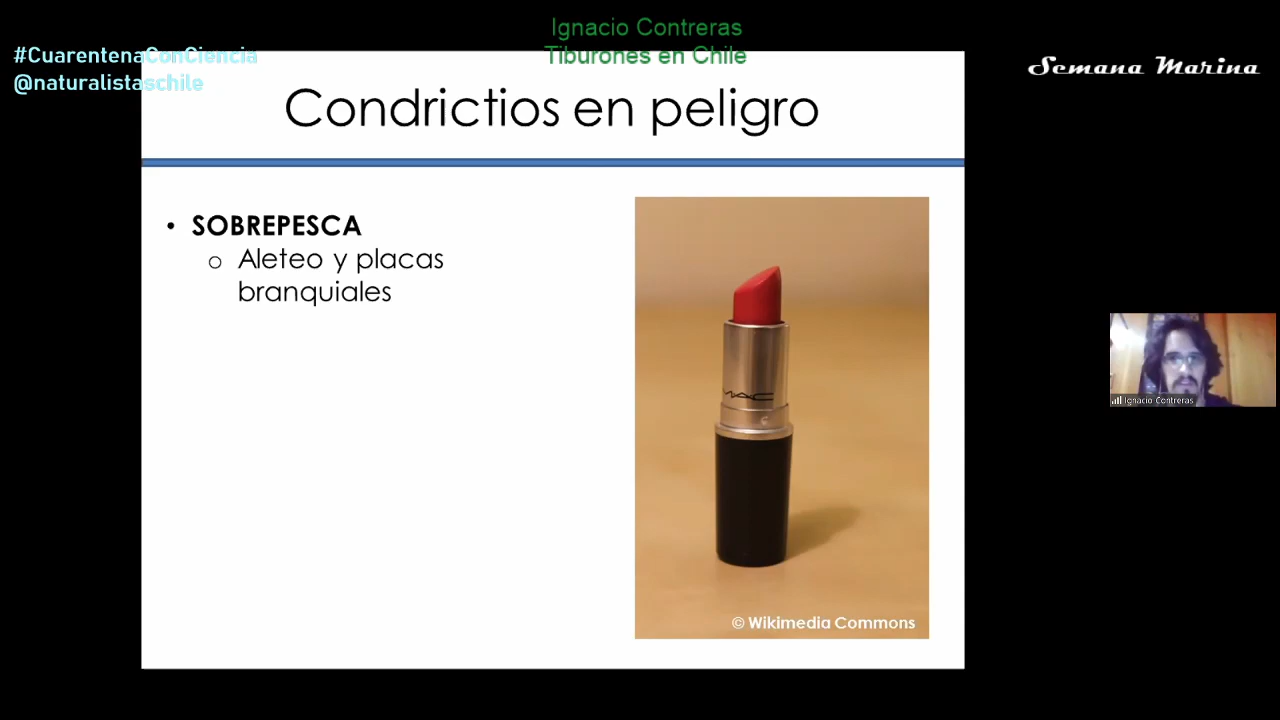 Ignacio Contreras
Tiburones en Chile
#CuarentenaConCiencia
@naturalistaschile
Semana Marina
Condrictios en peligro
• SOBREPESCA
o Aleteo y placas
branquiales
MAC
© Wikimedia Commons
Ignacio Contreras